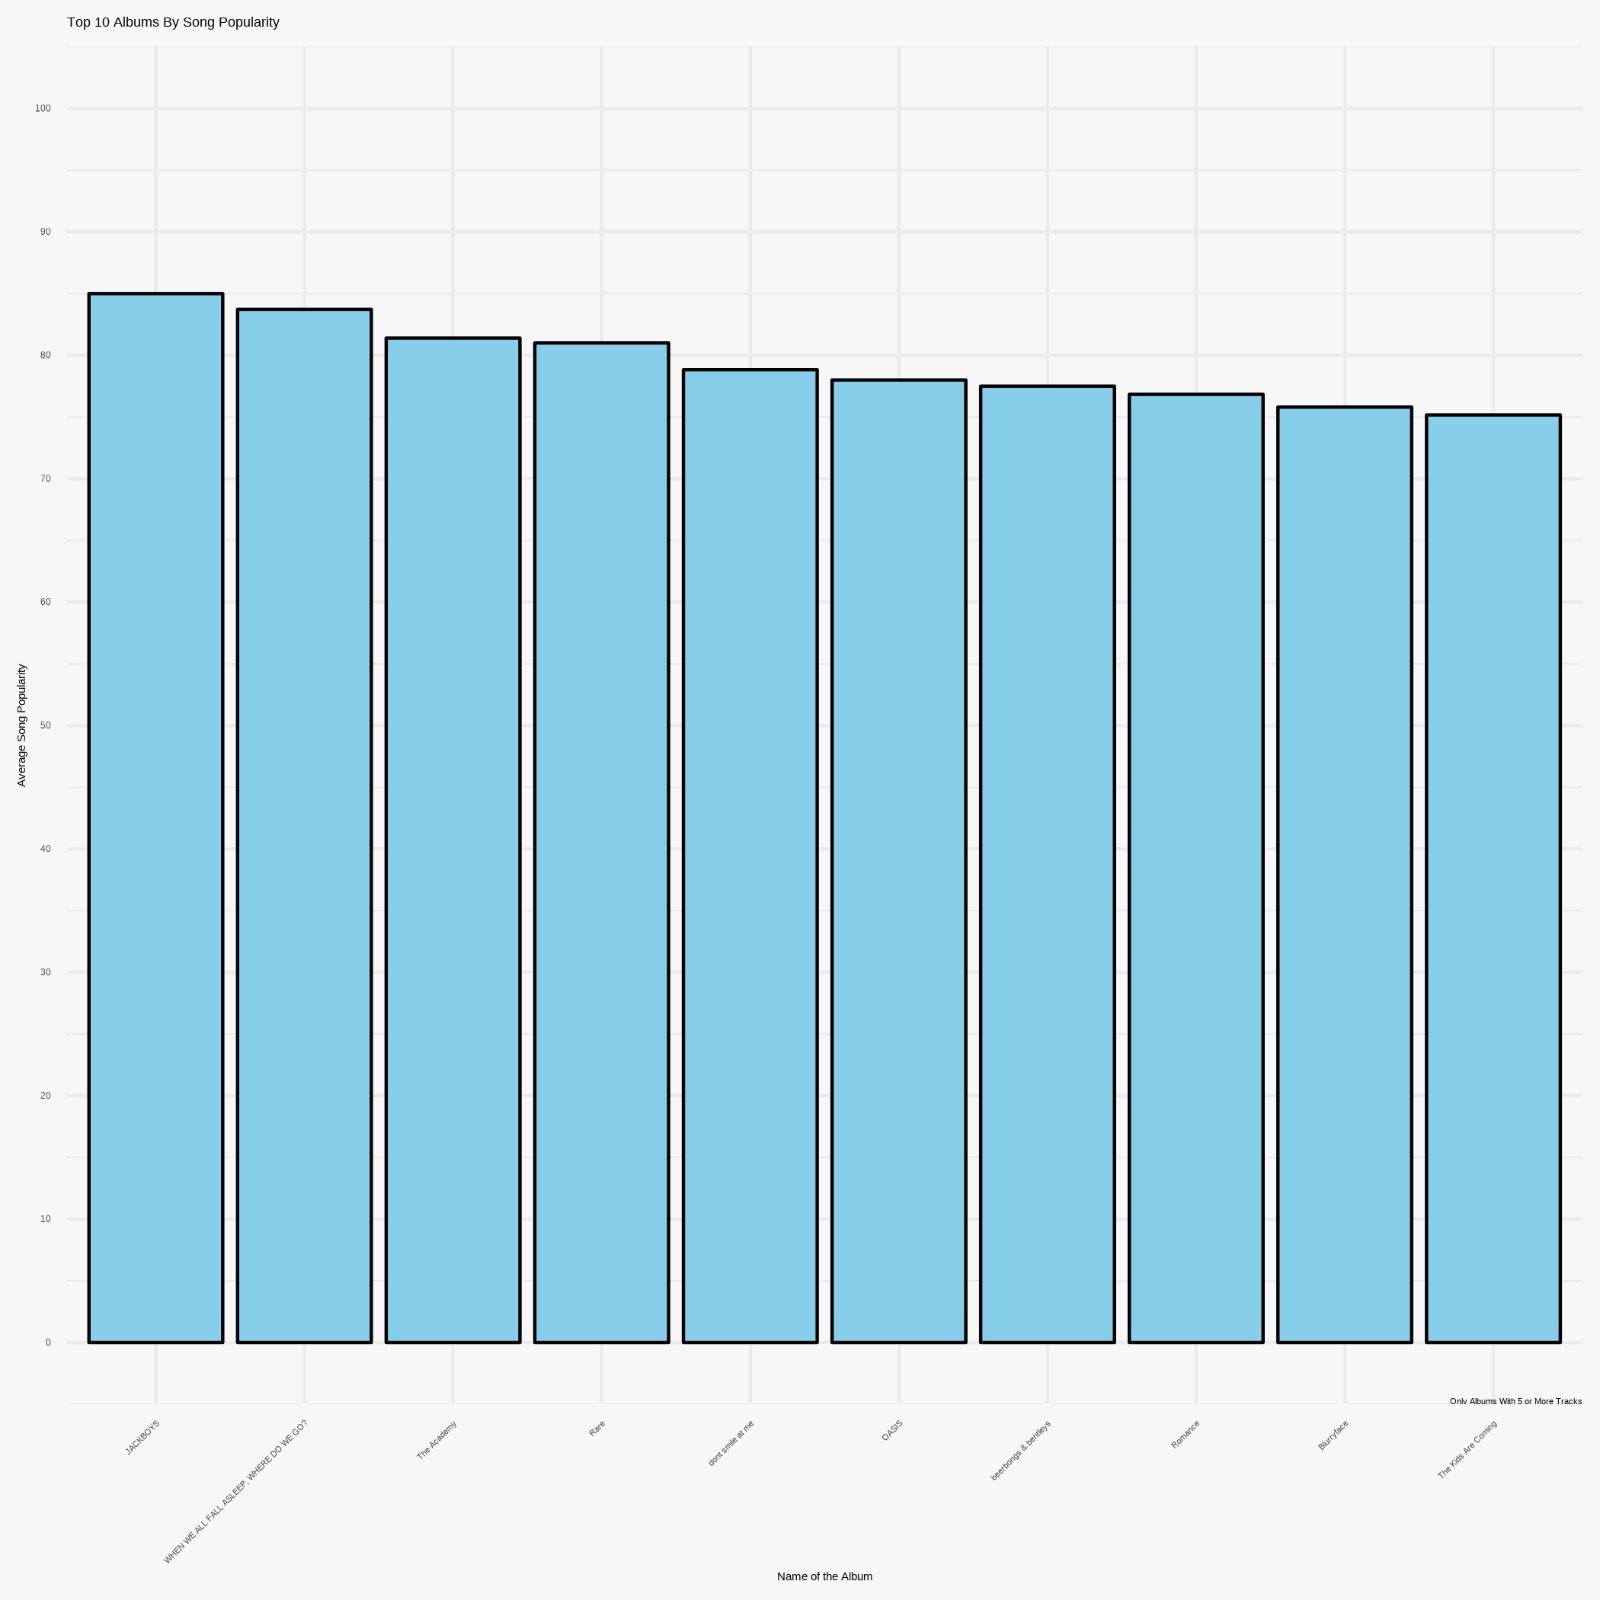 Top 10 Albums By Song Popularity
100
90
80
70
60
50
40
30
20
10
0
Average Song Popularity
Only Albums With 5 or More Tracks
JACKBOYS
WHEN WE ALL FALL ASLEEP, WHERE DO WE GO?
The Academy
Rare
dont smile at me
OASIS
beerbongs & bentleys
Romance
Blurryface
The Kids Are Coming
Name of the Album